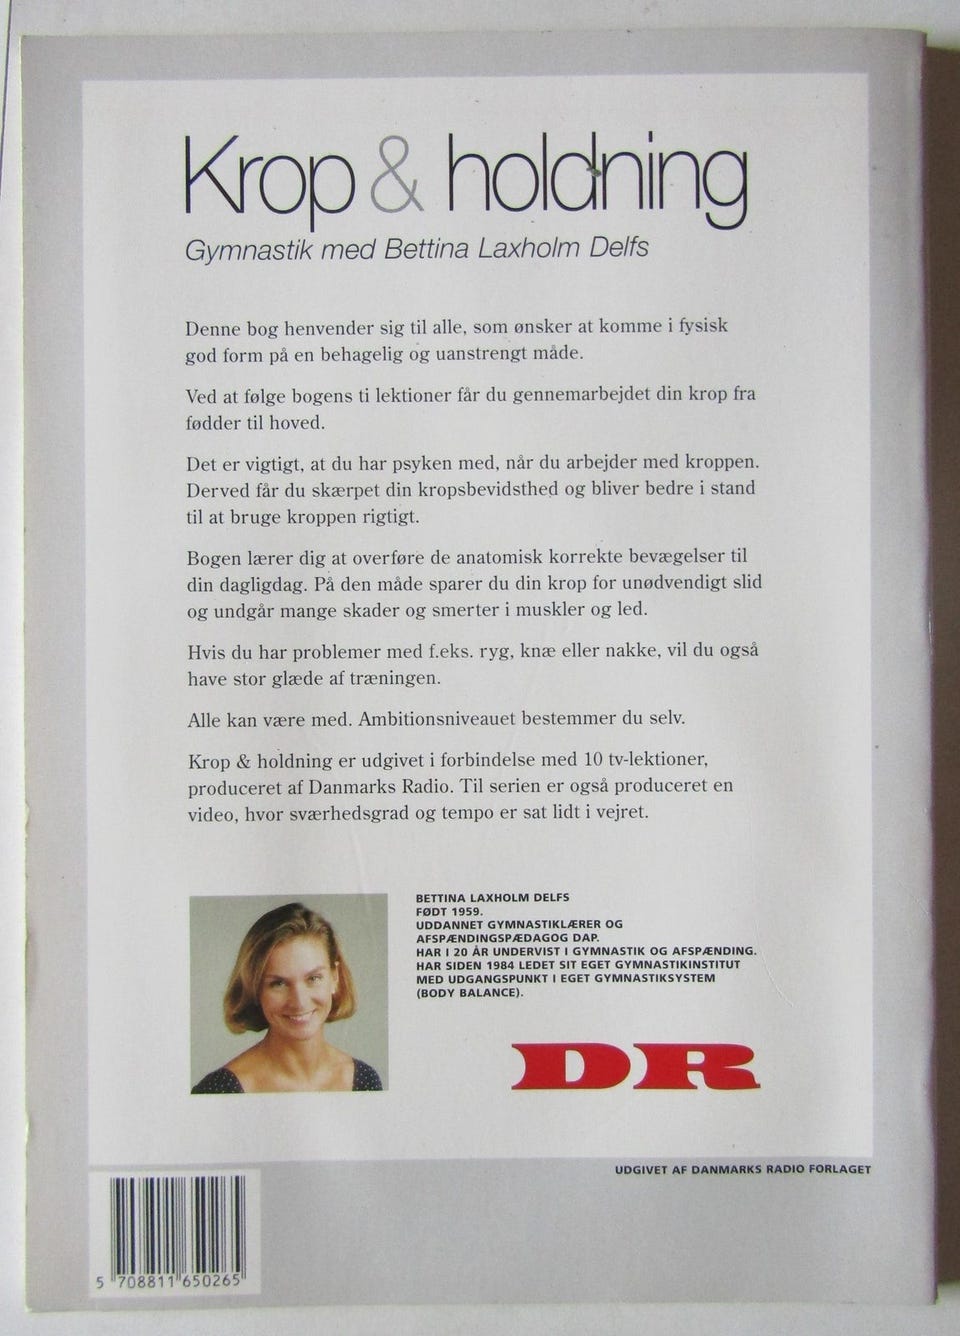 Krop & holdning
Gymnastik med Bettina Laxholm Delfs
Denne bog henvender sig til alle, som ønsker at komme i fysisk
god form på en behagelig og uanstrengt måde.
Ved at følge bogens ti lektioner får du gennemarbejdet din krop fra
fødder til hoved.
Det er vigtigt, at du har psyken med, når du arbejder med kroppen.
Derved får du skærpet din kropsbevidsthed og bliver bedre i stand
til at bruge kroppen rigtigt.
Bogen lærer dig at overføre de anatomisk korrekte bevægelser til
din dagligdag. På den måde sparer du din krop for unødvendigt slid
og undgår mange skader og smerter i muskler og led.
Hvis du har problemer med f.eks. ryg, knæ eller nakke, vil du også
have stor glæde af træningen.
Alle kan være med. Ambitionsniveauet bestemmer du selv.
Krop & holdning er udgivet i forbindelse med 10 tv-lektioner,
produceret af Danmarks Radio. Til serien er også produceret en
video, hvor sværhedsgrad og tempo er sat lidt i vejret.
BETTINA LAXHOLM DELFS
FØDT 1959.
UDDANNET GYMNASTIKLÆRER OG
AFSPÆNDINGSPÆDAGOG DAP.
HAR I 20 ÅR UNDERVIST I GYMNASTIK OG AFSPÆNDING.
HAR SIDEN 1984 LEDET SIT EGET GYMNASTIKINSTITUT
MED UDGANGSPUNKT I EGET GYMNASTIKSYSTEM
(BODY BALANCE).
DR
UDGIVET AF DANMARKS RADIO FORLAGET
5 708811 650265